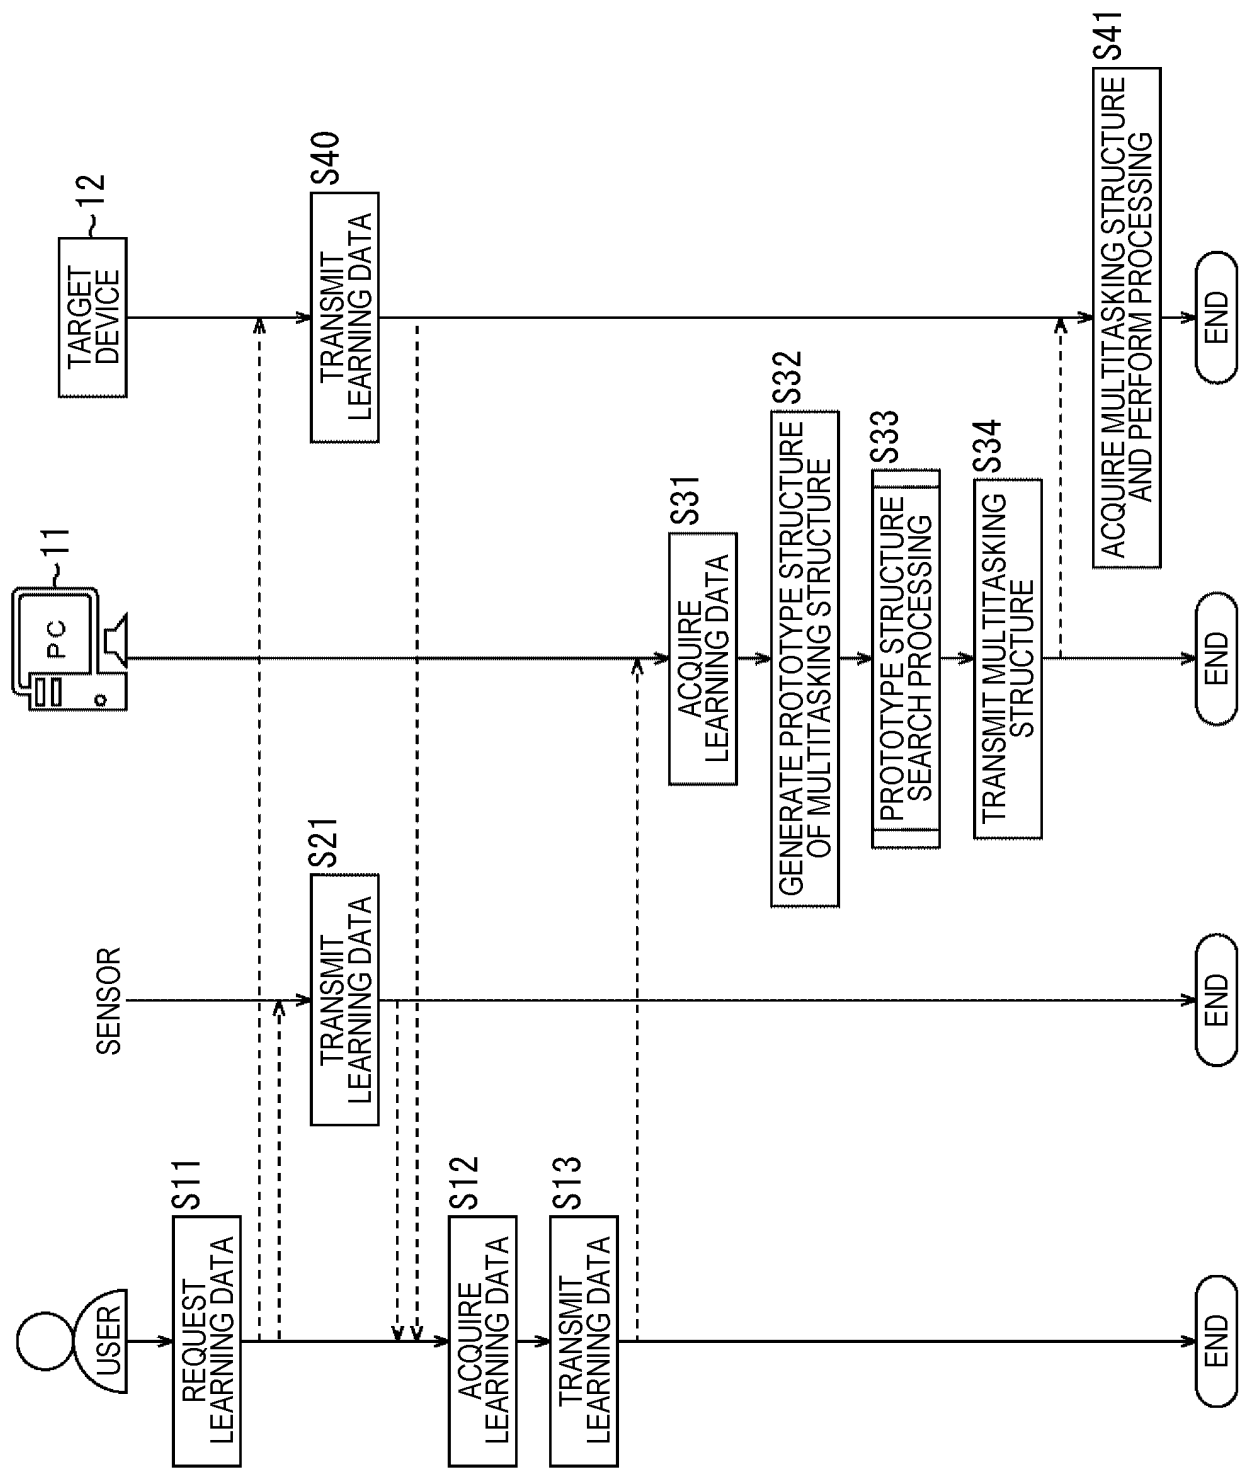 USER
SENSOR
PC
~11
TARGET
DEVICE
~12
S11
REQUEST
LEARNING DATA
S21
TRANSMIT
LEARNING DATA
S40
TRANSMIT
LEARNING DATA
S12
ACQUIRE
LEARNING DATA
S13
TRANSMIT
LEARNING DATA
S31
ACQUIRE
LEARNING DATA
S32
GENERATE PROTOTYPE STRUCTURE
OF MULTITASKING STRUCTURE
S33
PROTOTYPE STRUCTURE
SEARCH PROCESSING
S34
TRANSMIT MULTITASKING
STRUCTURE
S41
ACQUIRE MULTITASKING STRUCTURE
AND PERFORM PROCESSING
END
END
END
END